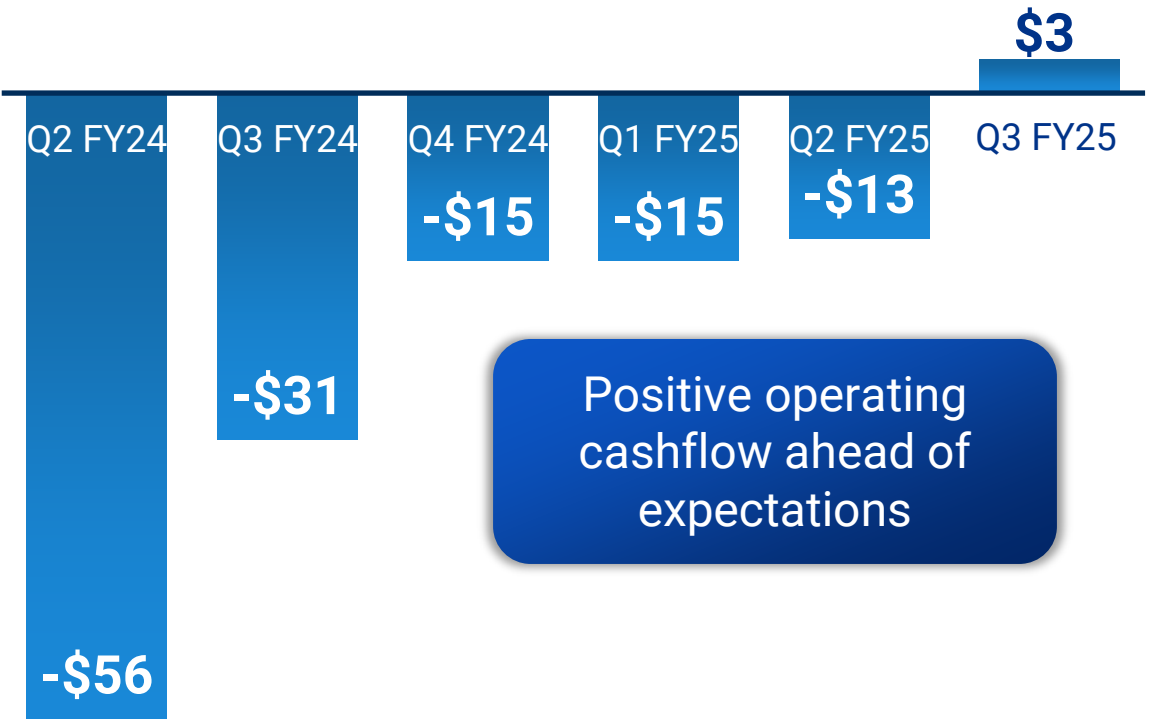 $3
Q2 FY24
Q3 FY24
Q4 FY24
Q1 FY25
Q2 FY25
Q3 FY25
-$56
-$31
-$15
-$15
-$13
Positive operating
cashflow ahead of
expectations